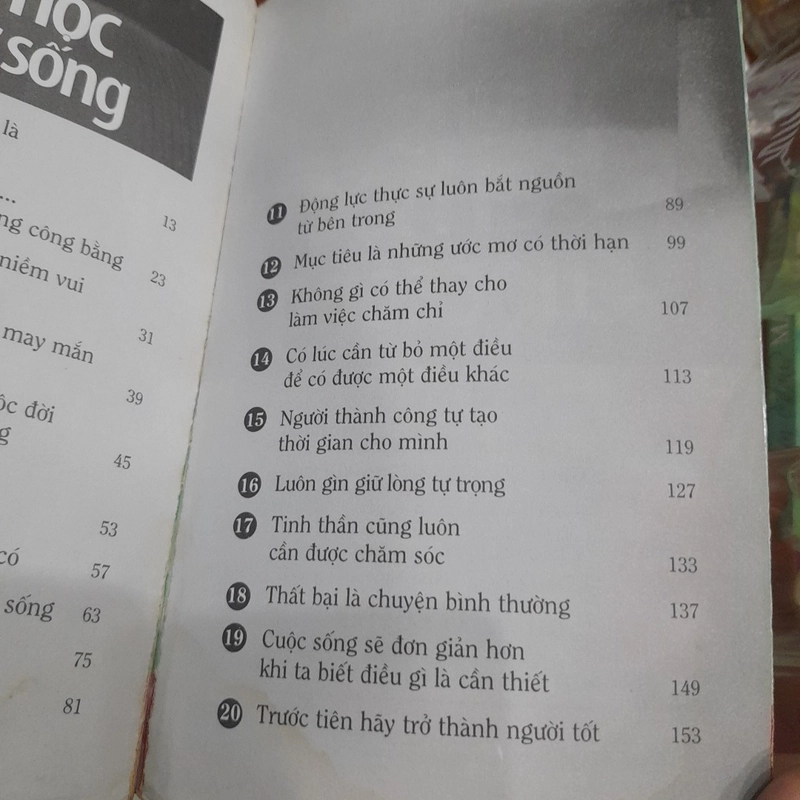 học
sống
là
...
13
công bằng
23
niềm vui
31
may mắn
39
đời
45
53
có
57
sống
63
75
81
11 Động lực thực sự luôn bắt nguồn
từ bên trong 89
12 Mục tiêu là những ước mơ có thời hạn 99
13 Không gì có thể thay cho
làm việc chăm chỉ 107
14 Có lúc cần từ bỏ một điều
để có được một điều khác 113
15 Người thành công tự tạo
thời gian cho mình 119
16 Luôn gìn giữ lòng tự trọng 127
17 Tinh thần cũng luôn
cần được chăm sóc 133
18 Thất bại là chuyện bình thường 137
19 Cuộc sống sẽ đơn giản hơn
khi ta biết điều gì là cần thiết 149
20 Trước tiên hãy trở thành người tốt 153